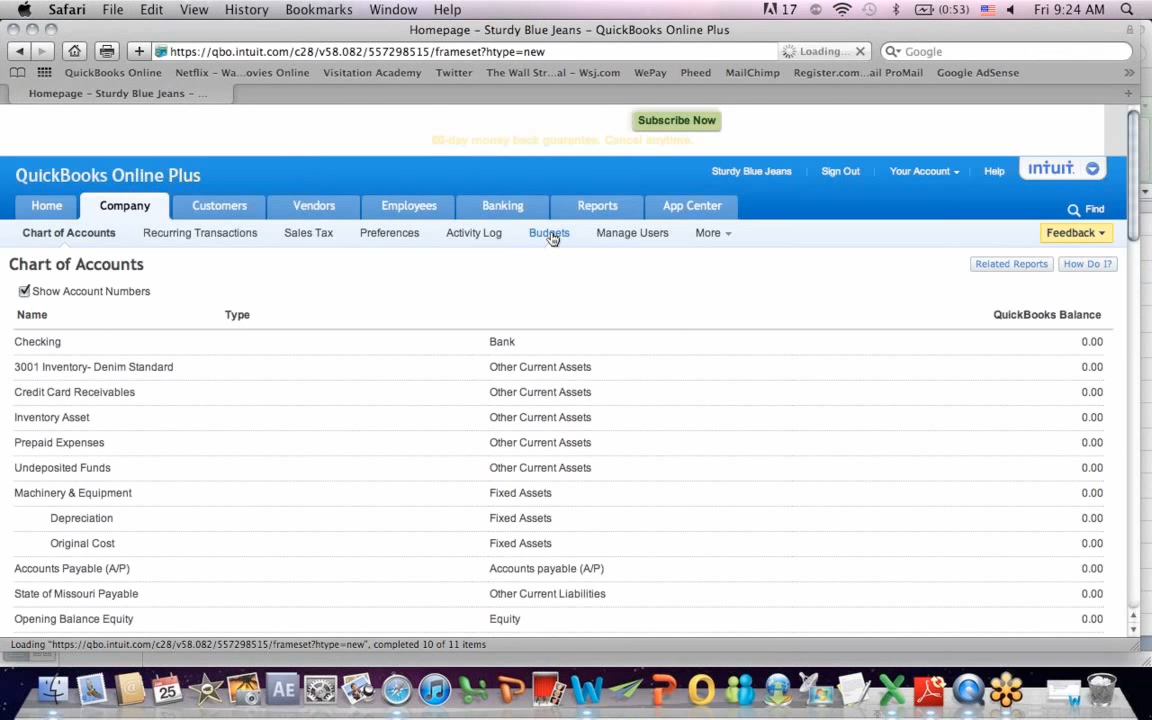 Safari File Edit View History Bookmarks Window Help 17 (0:53) Fri 9:24 AM
Homepage – Sturdy Blue Jeans – QuickBooks Online Plus
https://qbo.intuit.com/c28/v58.082/557298515/frameset?htype=new Loading... Google
QuickBooks Online Netflix – Wa...ovies Online Visitation Academy Twitter The Wall Str...al – Wsj.com WePay Pheed MailChimp Register.com...ail ProMail Google AdSense
Homepage – Sturdy Blue Jeans – ...
Subscribe Now
60-day money back guarantee. Cancel anytime.
QuickBooks Online Plus Sturdy Blue Jeans Sign Out Your Account Help intuit
Home Company Customers Vendors Employees Banking Reports App Center Find
Chart of Accounts Recurring Transactions Sales Tax Preferences Activity Log Budgets Manage Users More Feedback
Chart of Accounts Related Reports How Do I?
Show Account Numbers
Name Type QuickBooks Balance
Checking Bank 0.00
3001 Inventory- Denim Standard Other Current Assets 0.00
Credit Card Receivables Other Current Assets 0.00
Inventory Asset Other Current Assets 0.00
Prepaid Expenses Other Current Assets 0.00
Undeposited Funds Other Current Assets 0.00
Machinery & Equipment Fixed Assets 0.00
Depreciation Fixed Assets 0.00
Original Cost Fixed Assets 0.00
Accounts Payable (A/P) Accounts payable (A/P) 0.00
State of Missouri Payable Other Current Liabilities 0.00
Opening Balance Equity Equity 0.00
Loading "https://qbo.intuit.com/c28/v58.082/557298515/frameset?htype=new", completed 10 of 11 items
25 AE